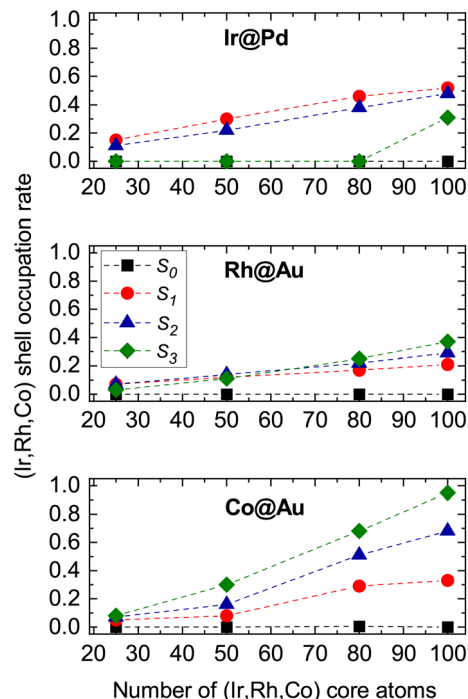 Ir@Pd
1.0
0.8
0.6
0.4
0.2
0.0
20 30 40 50 60 70 80 90 100
(Ir,Rh,Co) shell occupation rate
Rh@Au
1.0
0.8
0.6
0.4
0.2
0.0
S0
S1
S2
S3
20 30 40 50 60 70 80 90 100
Co@Au
1.0
0.8
0.6
0.4
0.2
0.0
20 30 40 50 60 70 80 90 100
Number of (Ir,Rh,Co) core atoms